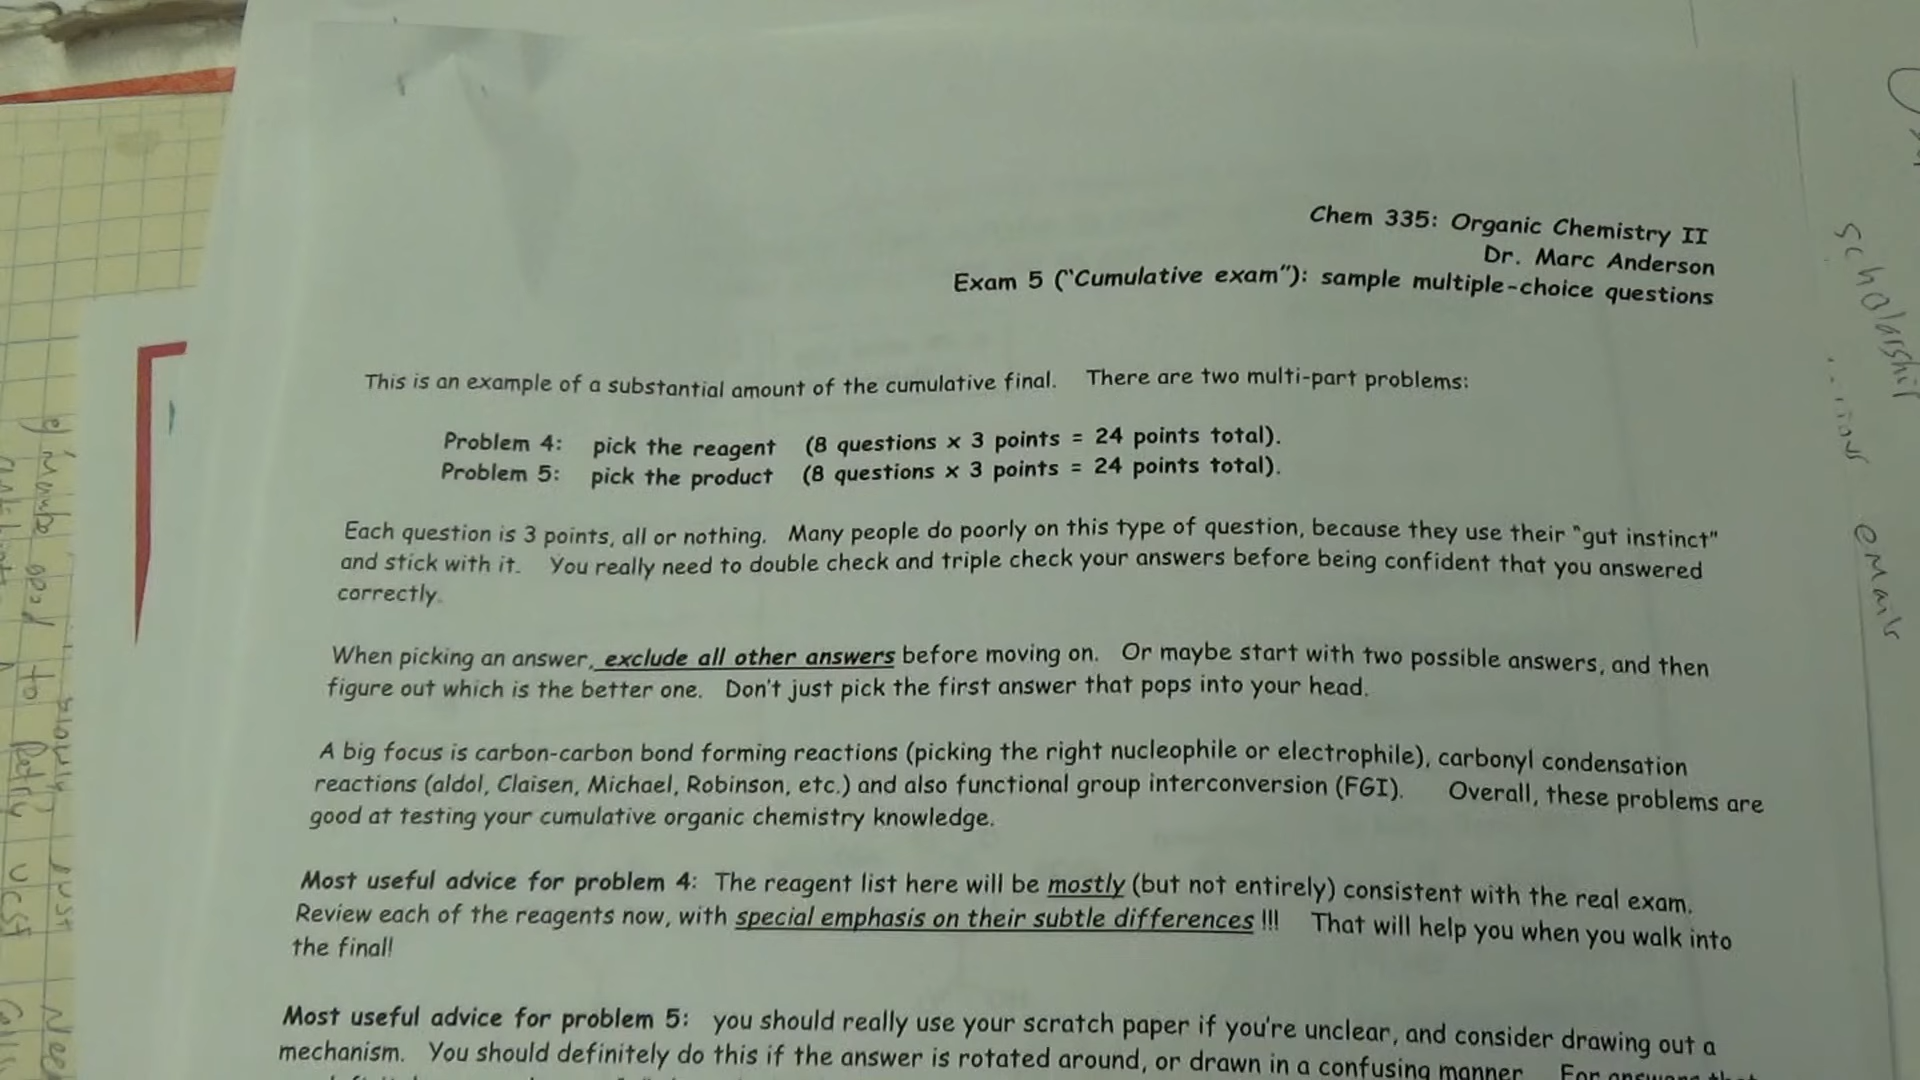 Chem 335: Organic Chemistry II
Dr. Marc Anderson
Exam 5 ("Cumulative exam"): sample multiple-choice questions
This is an example of a substantial amount of the cumulative final. There are two multi-part problems:
Problem 4: pick the reagent (8 questions x 3 points = 24 points total).
Problem 5: pick the product (8 questions x 3 points = 24 points total).
Each question is 3 points, all or nothing. Many people do poorly on this type of question, because they use their "gut instinct"
and stick with it. You really need to double check and triple check your answers before being confident that you answered
correctly.
When picking an answer, exclude all other answers before moving on. Or maybe start with two possible answers, and then
figure out which is the better one. Don't just pick the first answer that pops into your head.
A big focus is carbon-carbon bond forming reactions (picking the right nucleophile or electrophile), carbonyl condensation
reactions (aldol, Claisen, Michael, Robinson, etc.) and also functional group interconversion (FGI). Overall, these problems are
good at testing your cumulative organic chemistry knowledge.
Most useful advice for problem 4: The reagent list here will be mostly (but not entirely) consistent with the real exam.
Review each of the reagents now, with special emphasis on their subtle differences !!! That will help you when you walk into
the final!
Most useful advice for problem 5: you should really use your scratch paper if you're unclear, and consider drawing out a
mechanism. You should definitely do this if the answer is rotated around, or drawn in a confusing manner. For answers that
scholarship
emails
good to
UCSF